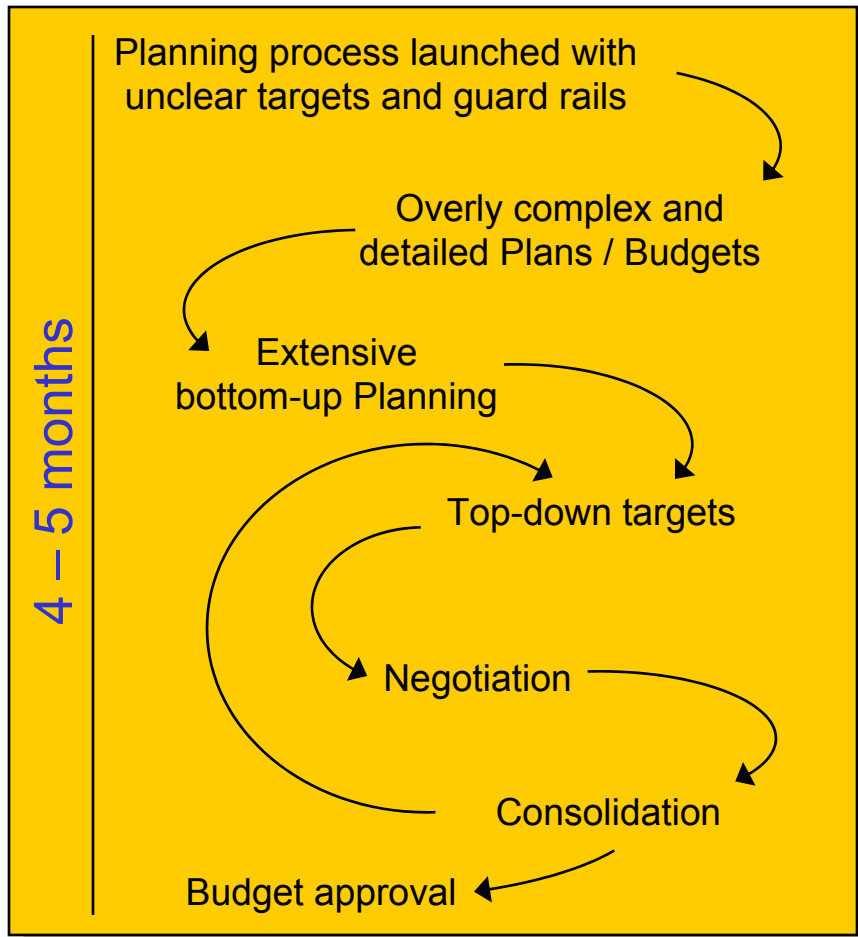 Planning process launched with
unclear targets and guard rails
Overly complex and
detailed Plans / Budgets
Extensive
bottom-up Planning
Top-down targets
Negotiation
Consolidation
Budget approval
4 – 5 months